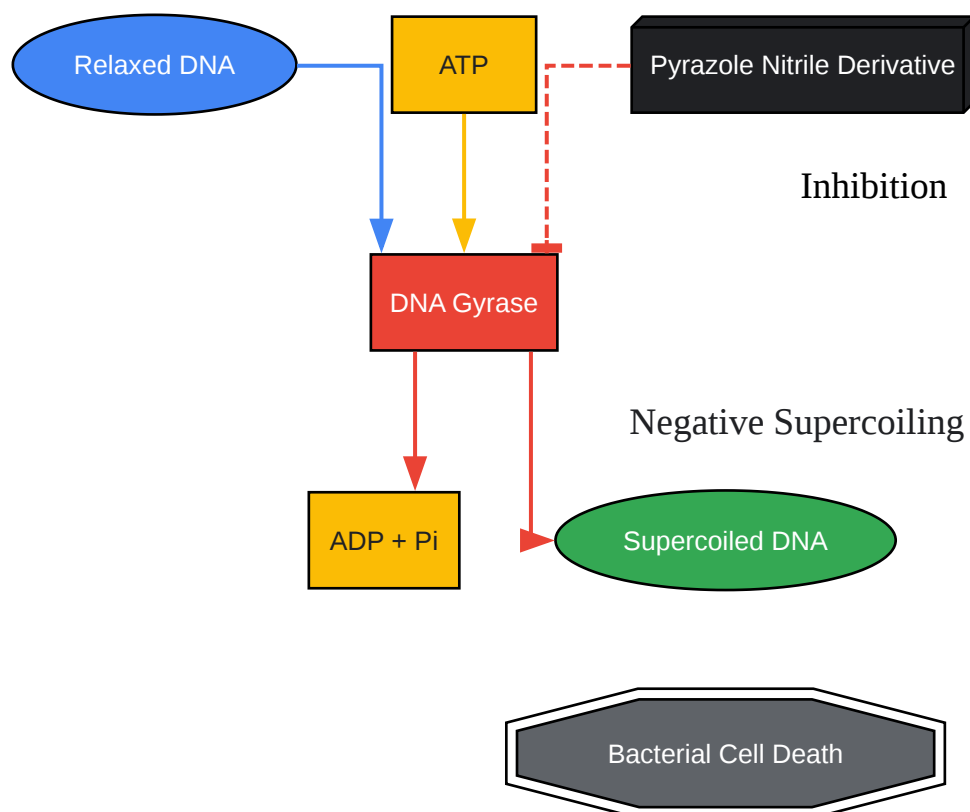 Relaxed DNA
ATP
Pyrazole Nitrile Derivative
Inhibition
DNA Gyrase
Negative Supercoiling
ADP + Pi
Supercoiled DNA
Bacterial Cell Death